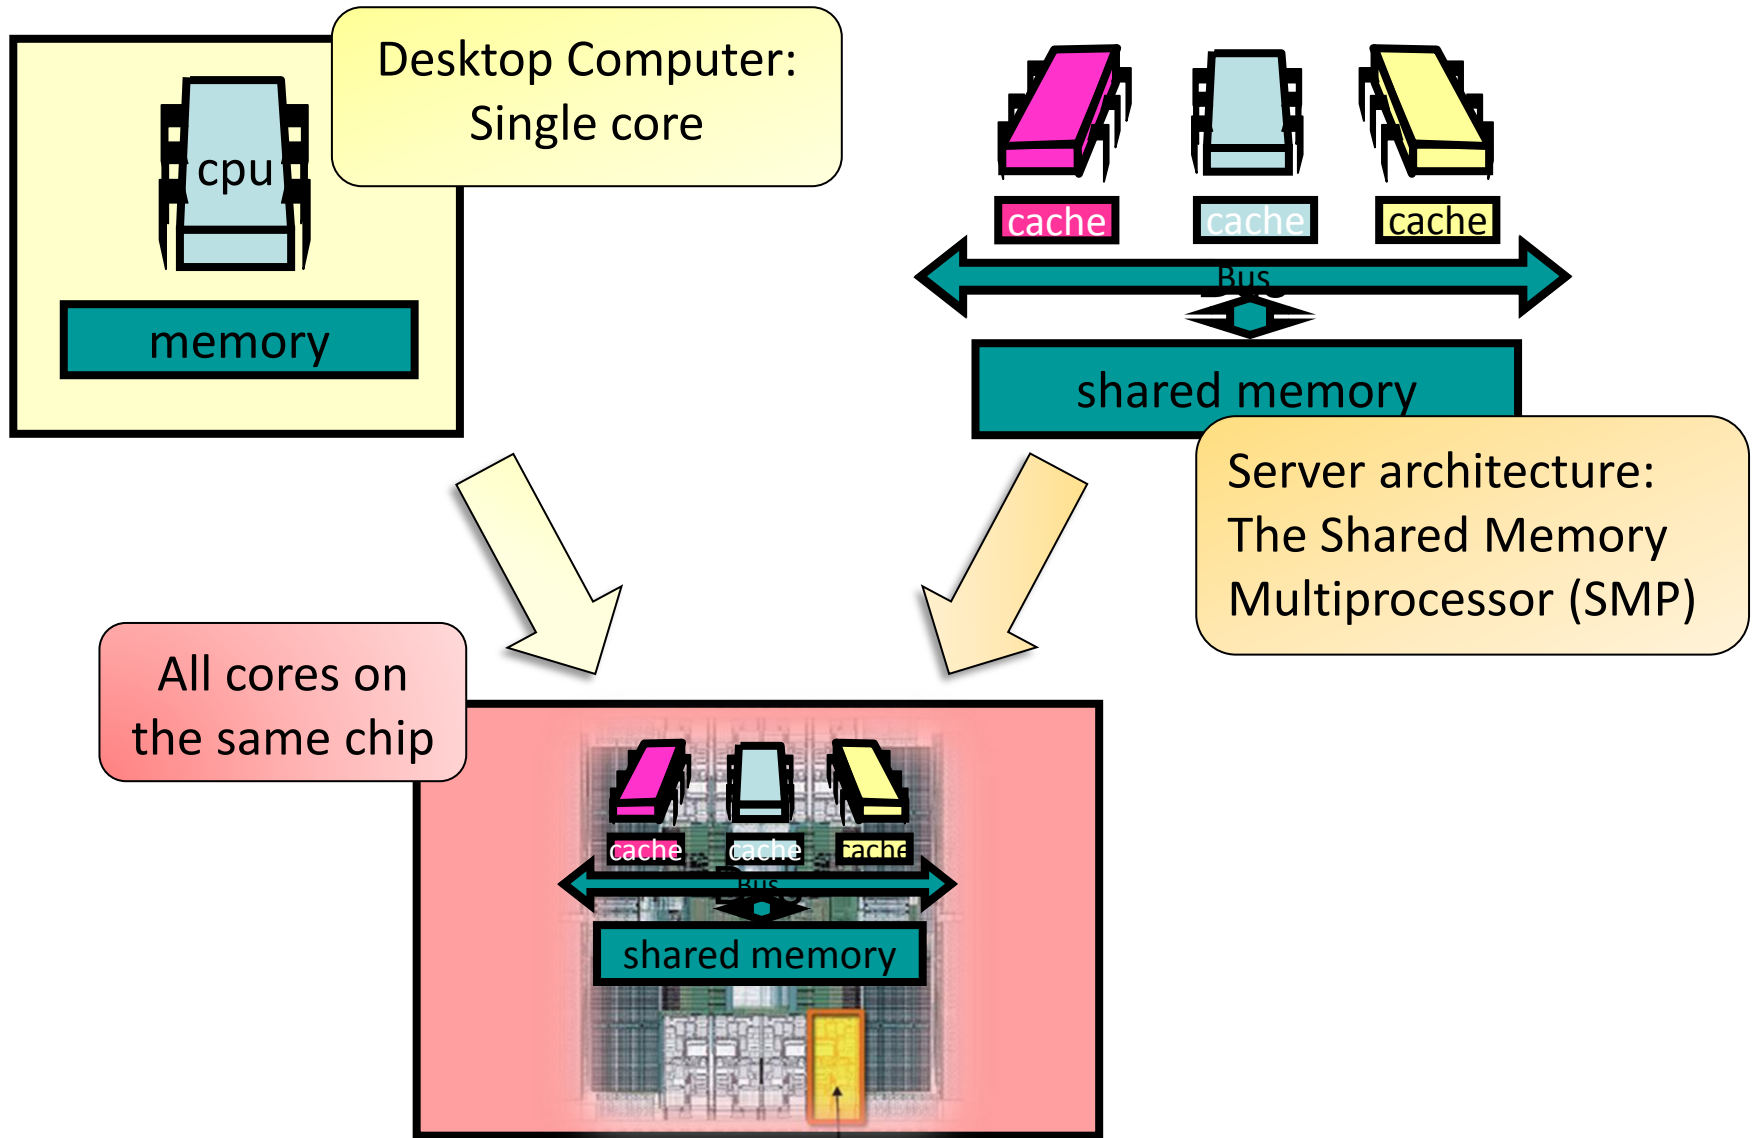 Desktop Computer:
Single core
cpu
memory
cache
cache
cache
Bus
shared memory
Server architecture:
The Shared Memory
Multiprocessor (SMP)
All cores on
the same chip
cache
cache
cache
Bus
shared memory